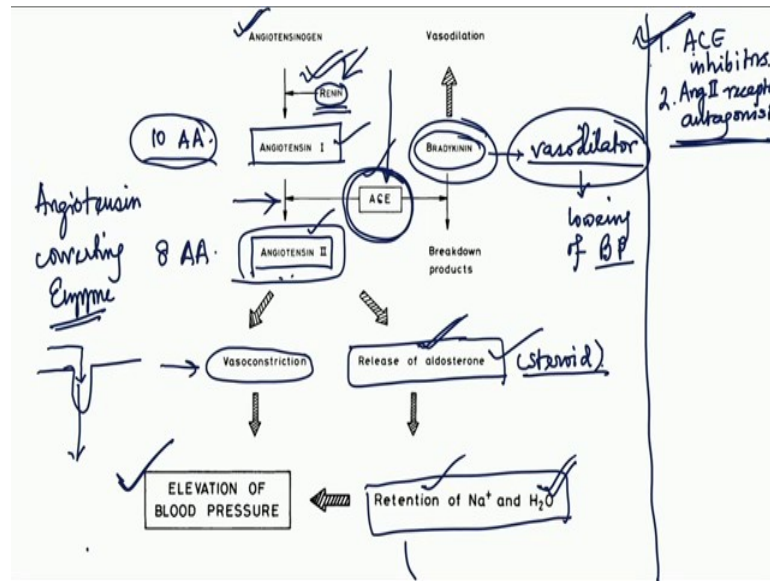 ANGIOTENSINOGEN
Vasodilation
RENIN
10 AA.
ANGIOTENSIN I
BRADYKININ
vasodilator
1. ACE
inhibitors
2. Ang II recept
antagonis
Angiotensin
converting
Enzyme
ACE
lowering
of BP
8 AA.
ANGIOTENSIN II
Breakdown
products
Vasoconstriction
Release of aldosterone
(steroid)
ELEVATION OF
BLOOD PRESSURE
Retention of Na+ and H2O